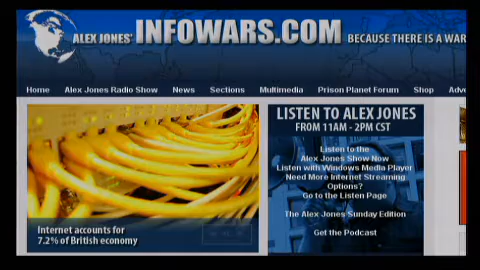 ALEX JONES' INFOWARS.COM BECAUSE THERE IS A WAR
Home Alex Jones Radio Show News Sections Multimedia Prison Planet Forum Shop Adve
LISTEN TO ALEX JONES
FROM 11AM - 2PM CST
Listen to the
Alex Jones Show Now
Listen with Windows Media Player
Need More Internet Streaming
Options?
Go to the Listen Page
The Alex Jones Sunday Edition
Get the Podcast
Internet accounts for
7.2% of British economy